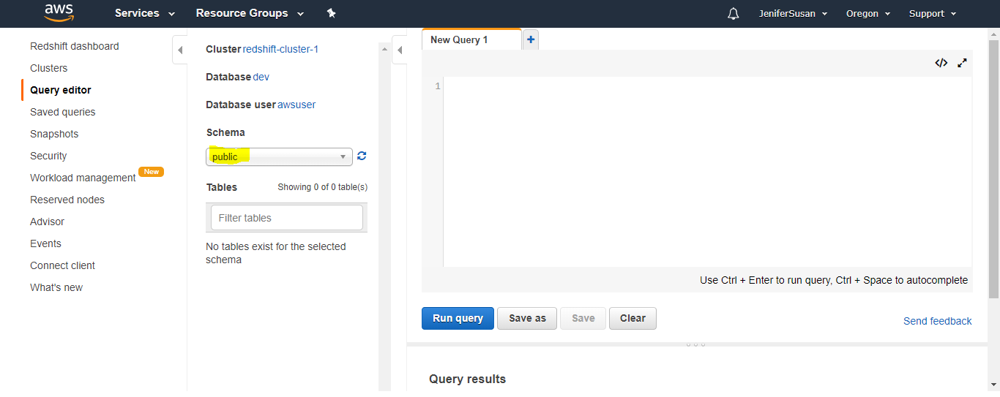 aws Services Resource Groups JeniferSusan Oregon Support
Redshift dashboard
Clusters
Query editor
Saved queries
Snapshots
Security
Workload management New
Reserved nodes
Advisor
Events
Connect client
What's new
Cluster redshift-cluster-1
Database dev
Database user awsuser
Schema
public
Tables Showing 0 of 0 table(s)
Filter tables
No tables exist for the selected
schema
New Query 1 +
</>
1
Use Ctrl + Enter to run query, Ctrl + Space to autocomplete
Run query Save as Save Clear
Send feedback
Query results